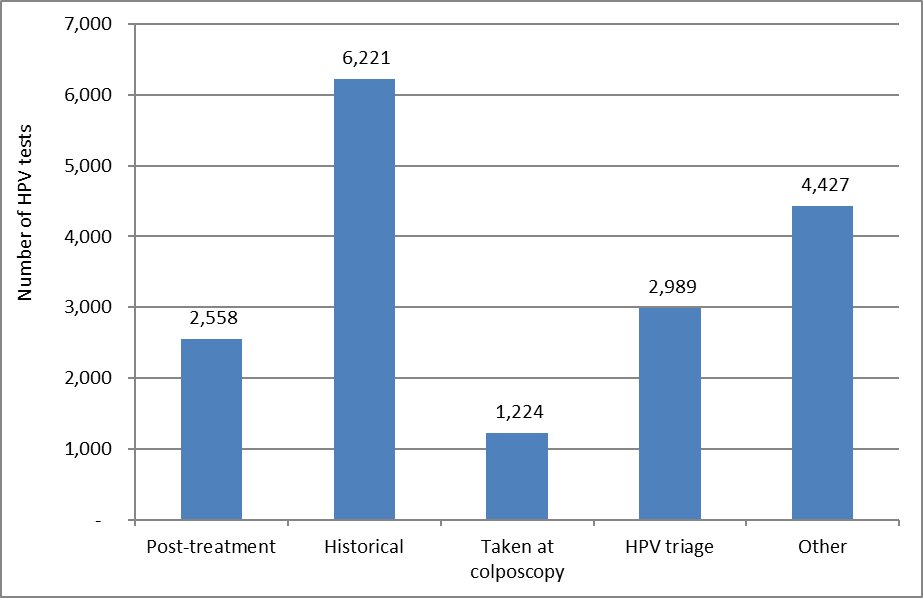 7,000
6,000
5,000
4,000
3,000
2,000
1,000
-
Number of HPV tests
2,558
6,221
1,224
2,989
4,427
Post-treatment
Historical
Taken at
colposcopy
HPV triage
Other